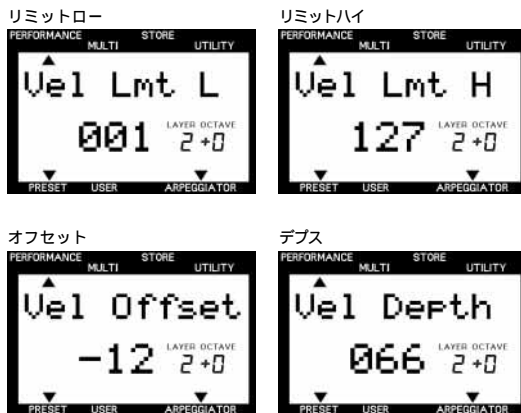 リミットロー
PERFORMANCE STORE
MULTI UTILITY
Vel Lmt L
001 LAYER OCTAVE
2 +0
PRESET USER ARPEGGIATOR
リミットハイ
PERFORMANCE STORE
MULTI UTILITY
Vel Lmt H
127 LAYER OCTAVE
2 +0
PRESET USER ARPEGGIATOR
オフセット
PERFORMANCE STORE
MULTI UTILITY
Vel Offset
-12 LAYER OCTAVE
2 +0
PRESET USER ARPEGGIATOR
デプス
PERFORMANCE STORE
MULTI UTILITY
Vel Depth
066 LAYER OCTAVE
2 +0
PRESET USER ARPEGGIATOR